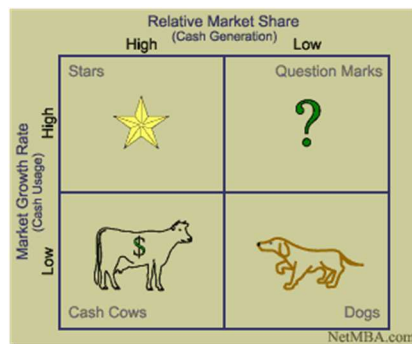 Relative Market Share
(Cash Generation)
High Low
Stars Question Marks
Market Growth Rate
(Cash Usage)
High
Low
?
$
Cash Cows Dogs
NetMBA.com